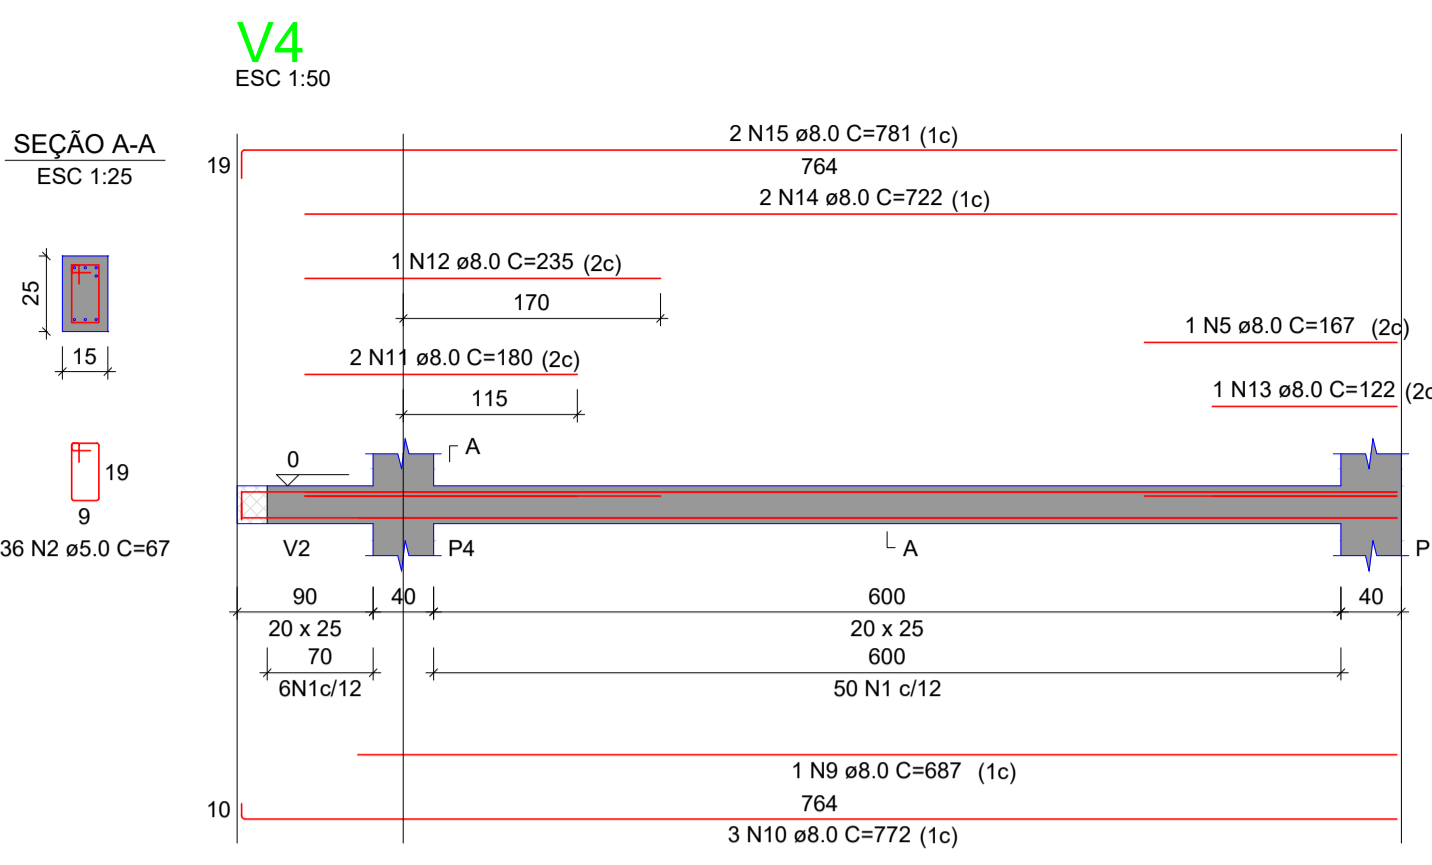 V4
ESC 1:50
SEÇÃO A-A
ESC 1:25
25
15
19
9
36 N2 ø5.0 C=67
2 N15 ø8.0 C=781 (1c)
19
764
2 N14 ø8.0 C=722 (1c)
1 N12 ø8.0 C=235 (2c)
170
1 N5 ø8.0 C=167 (2c)
2 N11 ø8.0 C=180 (2c)
115
1 N13 ø8.0 C=122 (2c
A
0
V2
P4
A
P
90
40
600
40
20 x 25
20 x 25
70
600
6N1c/12
50 N1 c/12
1 N9 ø8.0 C=687 (1c)
10
764
3 N10 ø8.0 C=772 (1c)